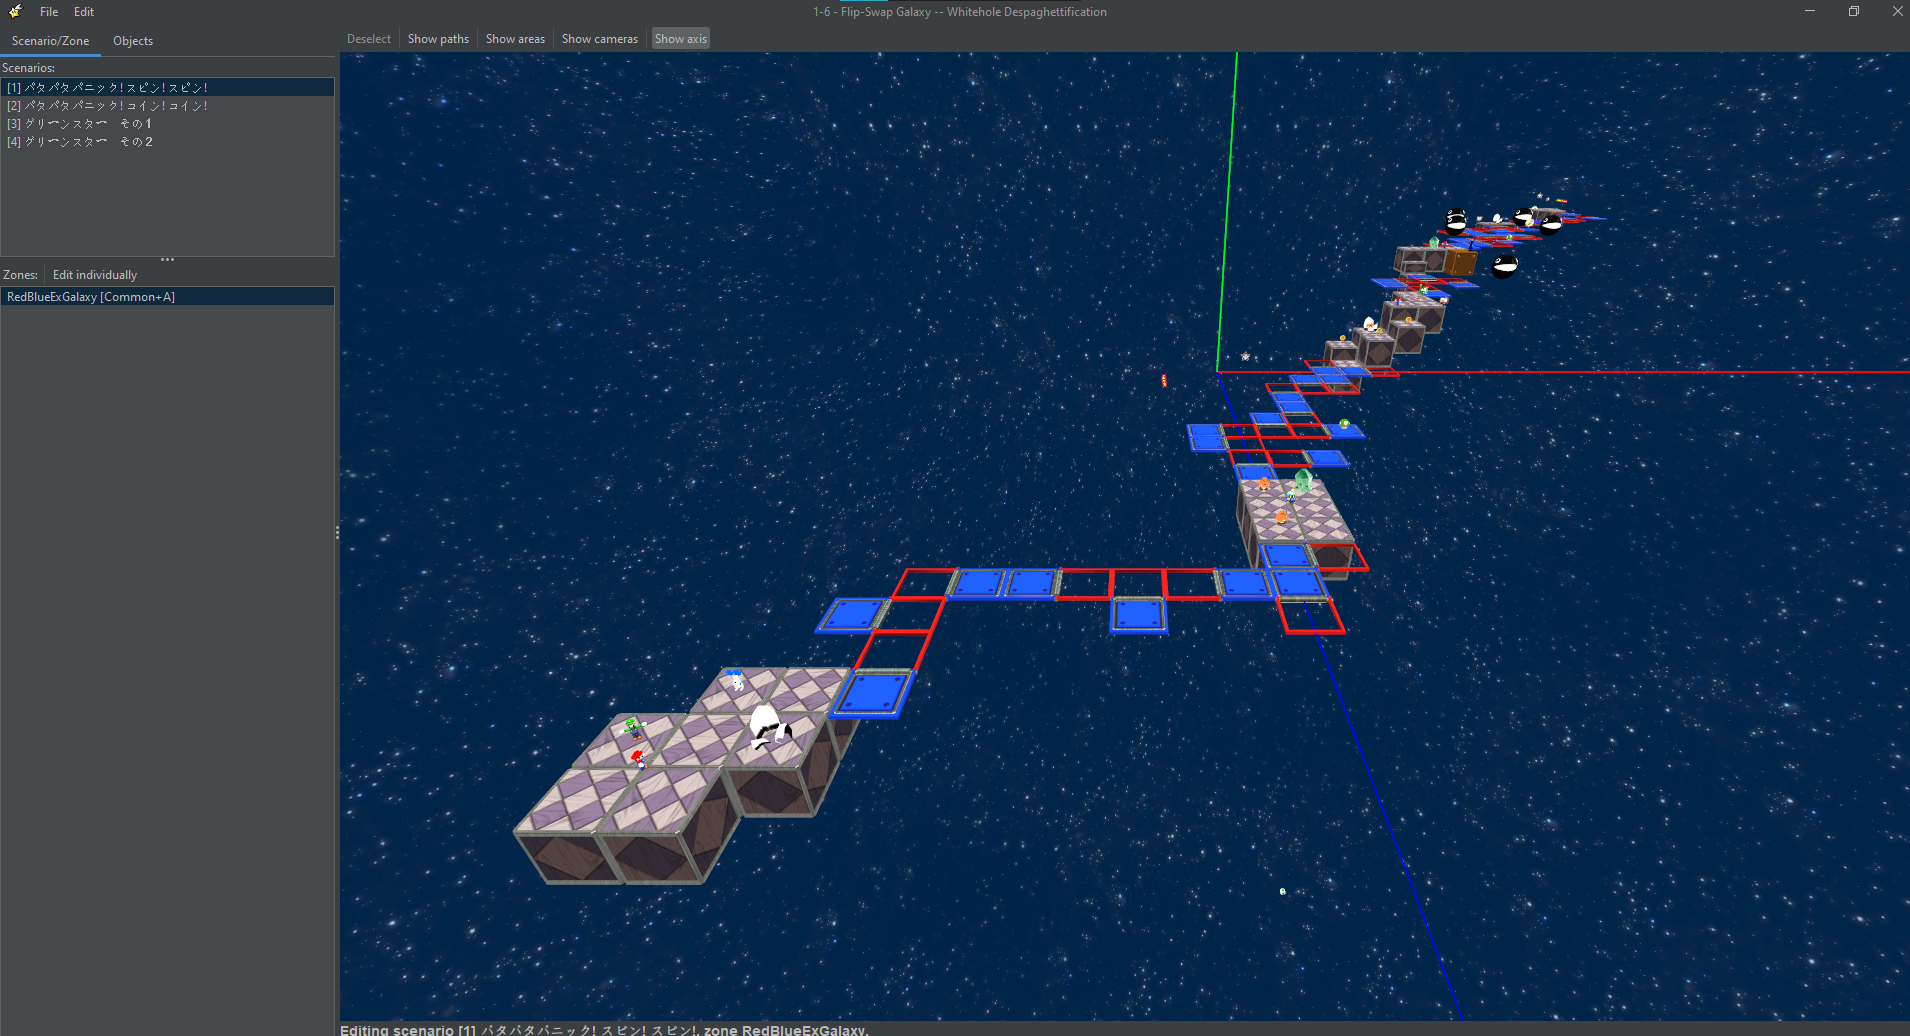 File Edit
1-6 - Flip-Swap Galaxy -- Whitehole Despaghettification
Scenario/Zone Objects
Deselect Show paths Show areas Show cameras Show axis
Scenarios:
[1] パタパタパニック! スピン! スピン!
[2] パタパタパニック! コイン! コイン!
[3] グリーンスター　その１
[4] グリーンスター　その２
Zones: Edit individually
RedBlueExGalaxy [Common+A]
Editing scenario [1] パタパタパニック! スピン! スピン!, zone RedBlueExGalaxy.